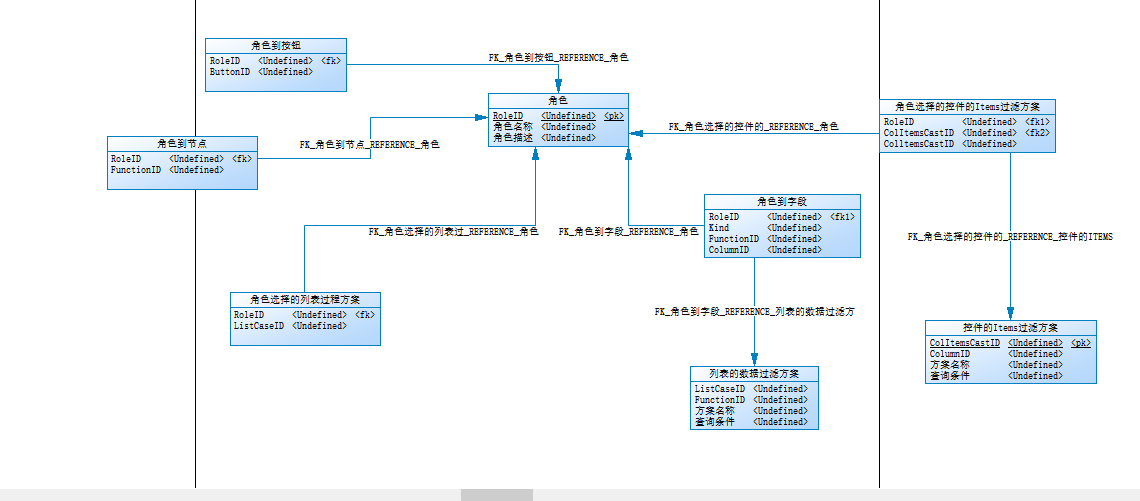 角色到按钮
RoleID <Undefined> <fk>
ButtonID <Undefined>
FK_角色到按钮_REFERENCE_角色
角色
RoleID <Undefined> <pk>
角色名称 <Undefined>
角色描述 <Undefined>
角色选择的控件的Items过滤方案
RoleID <Undefined> <fk1>
ColItemsCastID <Undefined> <fk2>
ColltemsCastID <Undefined>
FK_角色选择的控件的_REFERENCE_角色
角色到节点
RoleID <Undefined> <fk>
FunctionID <Undefined>
FK_角色到节点_REFERENCE_角色
角色到字段
RoleID <Undefined> <fk1>
Kind <Undefined>
FunctionID <Undefined>
ColumnID <Undefined>
FK_角色选择的列表过_REFERENCE_角色
FK_角色到字段_REFERENCE_角色
FK_角色选择的控件的_REFERENCE_控件的ITEMS
角色选择的列表过程方案
RoleID <Undefined> <fk>
ListCaseID <Undefined>
FK_角色到字段_REFERENCE_列表的数据过滤方
控件的Items过滤方案
ColItemsCastID <Undefined> <pk>
ColumnID <Undefined>
方案名称 <Undefined>
查询条件 <Undefined>
列表的数据过滤方案
ListCaseID <Undefined>
FunctionID <Undefined>
方案名称 <Undefined>
查询条件 <Undefined>